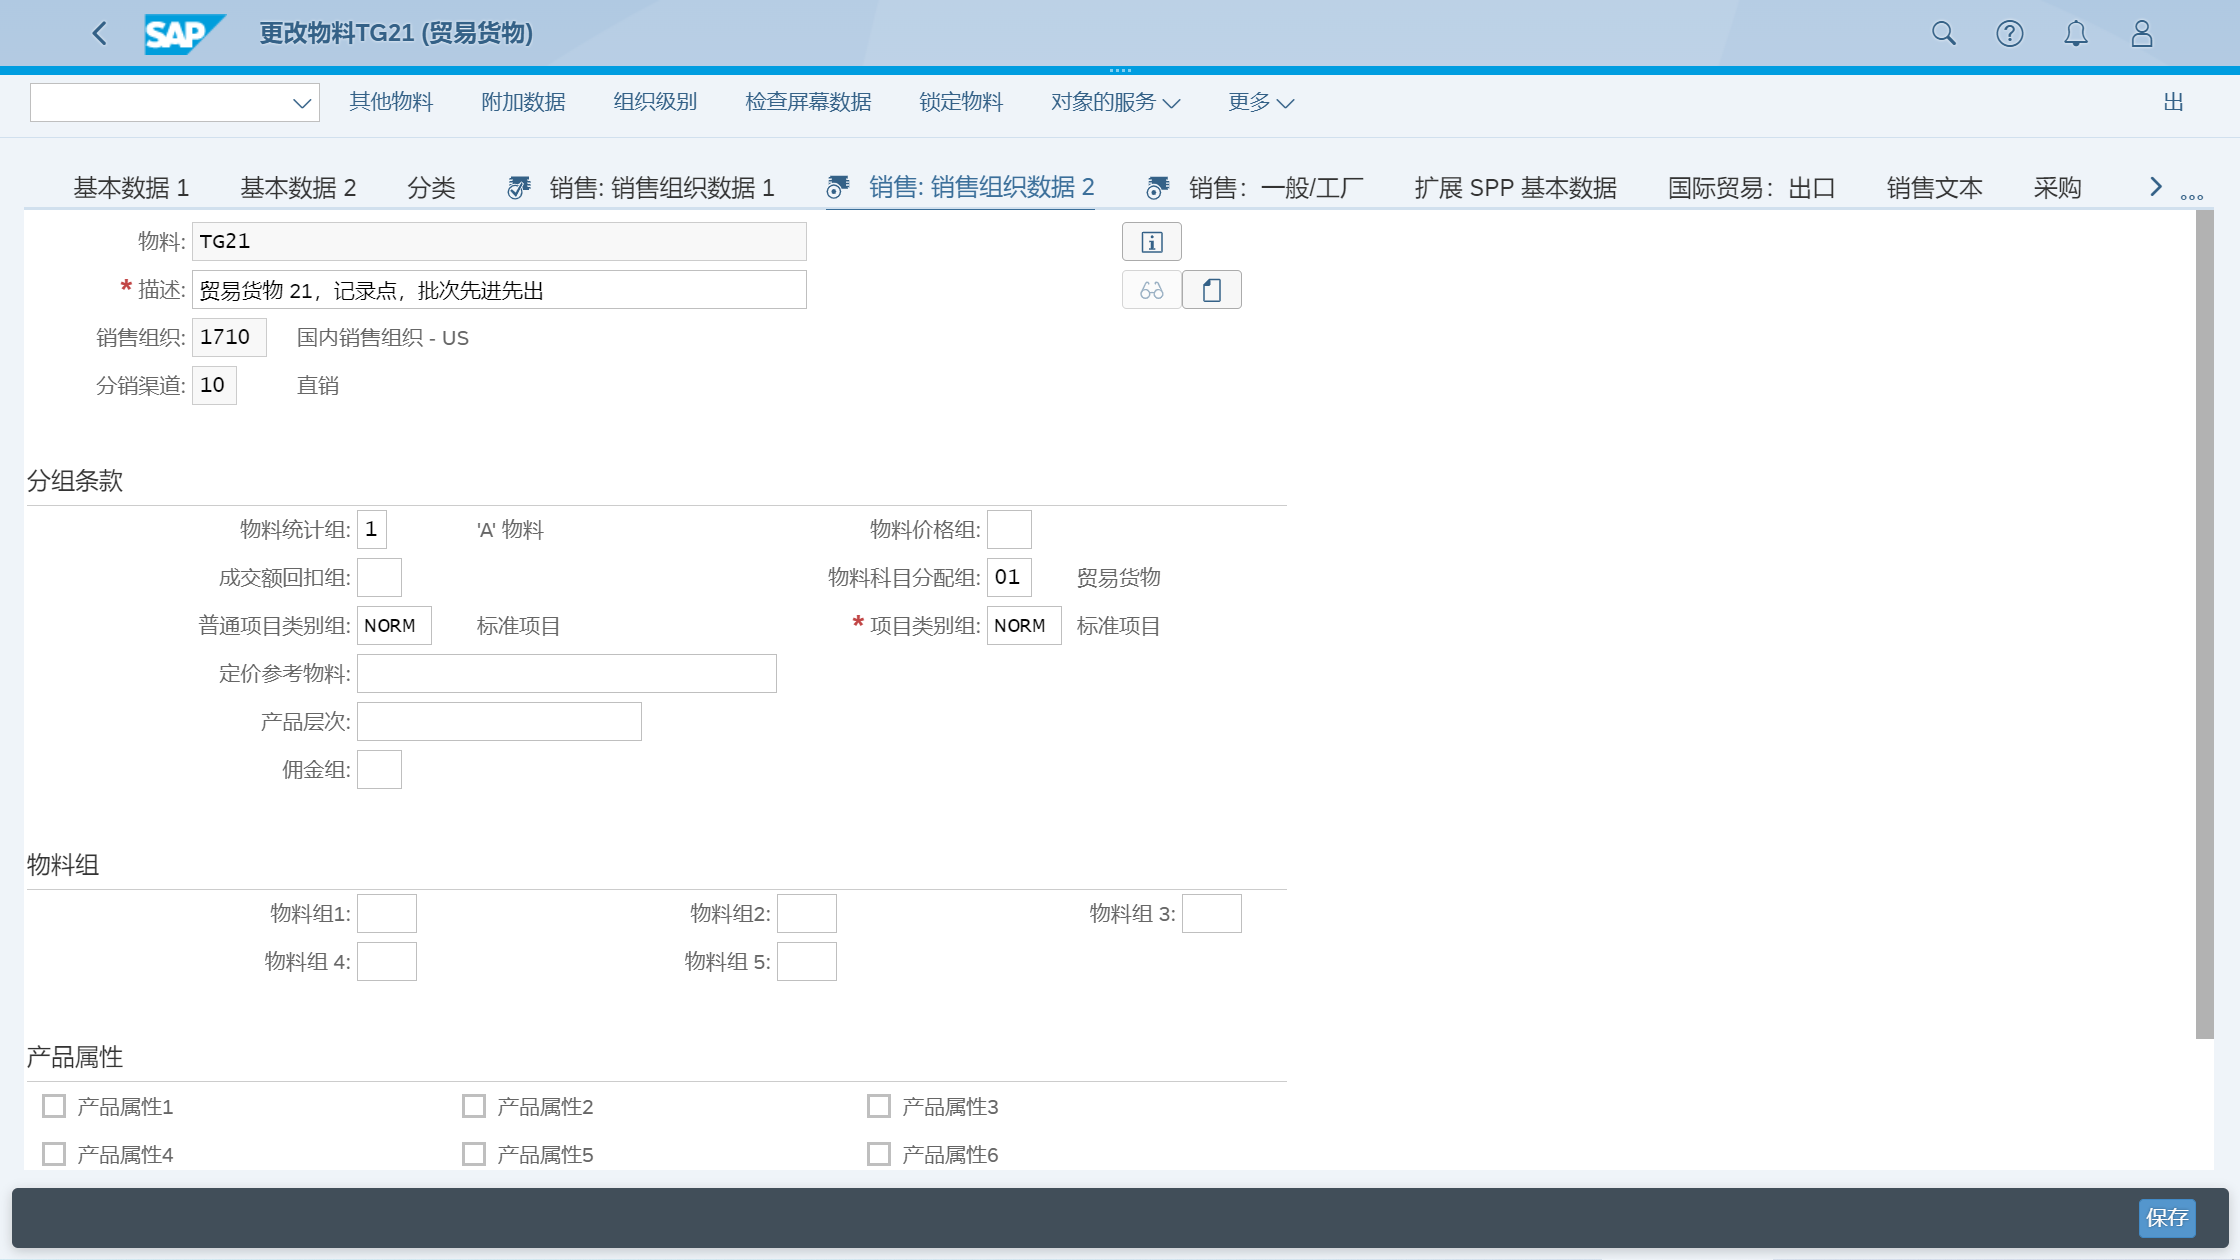 SAP 更改物料TG21 (贸易货物)
其他物料 附加数据 组织级别 检查屏幕数据 锁定物料 对象的服务 更多 出
基本数据 1 基本数据 2 分类 销售: 销售组织数据 1 销售: 销售组织数据 2 销售：一般/工厂 扩展 SPP 基本数据 国际贸易：出口 销售文本 采购
物料: TG21
* 描述: 贸易货物 21，记录点，批次先进先出
销售组织: 1710 国内销售组织 - US
分销渠道: 10 直销
分组条款
物料统计组: 1 'A' 物料 物料价格组:
成交额回扣组: 物料科目分配组: 01 贸易货物
普通项目类别组: NORM 标准项目 * 项目类别组: NORM 标准项目
定价参考物料:
产品层次:
佣金组:
物料组
物料组1: 物料组2: 物料组 3:
物料组 4: 物料组 5:
产品属性
产品属性1 产品属性2 产品属性3
产品属性4 产品属性5 产品属性6
保存